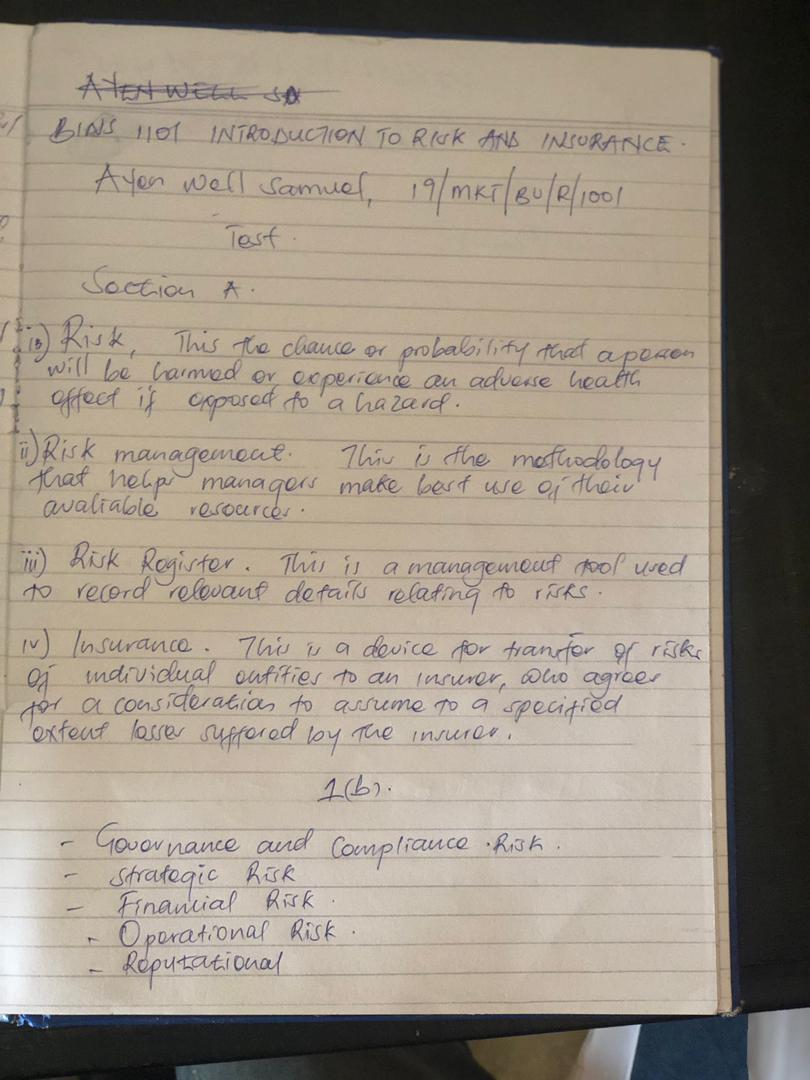 AYEN WELL SA
BINS 1101 INTRODUCTION TO RISK AND INSURANCE.
Ayen Well Samuel, 19/MKT/BU/R/1001
Test.
Section A.
is) Risk, This the chance or probability that a person
will be harmed or experience an adverse health
effect if exposed to a hazard.
ii) Risk management. This is the methodology
that helps managers make best use of their
avaliable resources.
iii) Risk Register. This is a management tool used
to record relevant details relating to risks.
iv) Insurance. This is a device for transfer of risks
of individual entities to an insurer, who agrees
for a consideration to assume to a specified
extent losses suffered by the insurer.
1(b).
- Governance and Compliance Risk.
- Strategic Risk
- Financial Risk.
- Operational Risk.
- Reputational